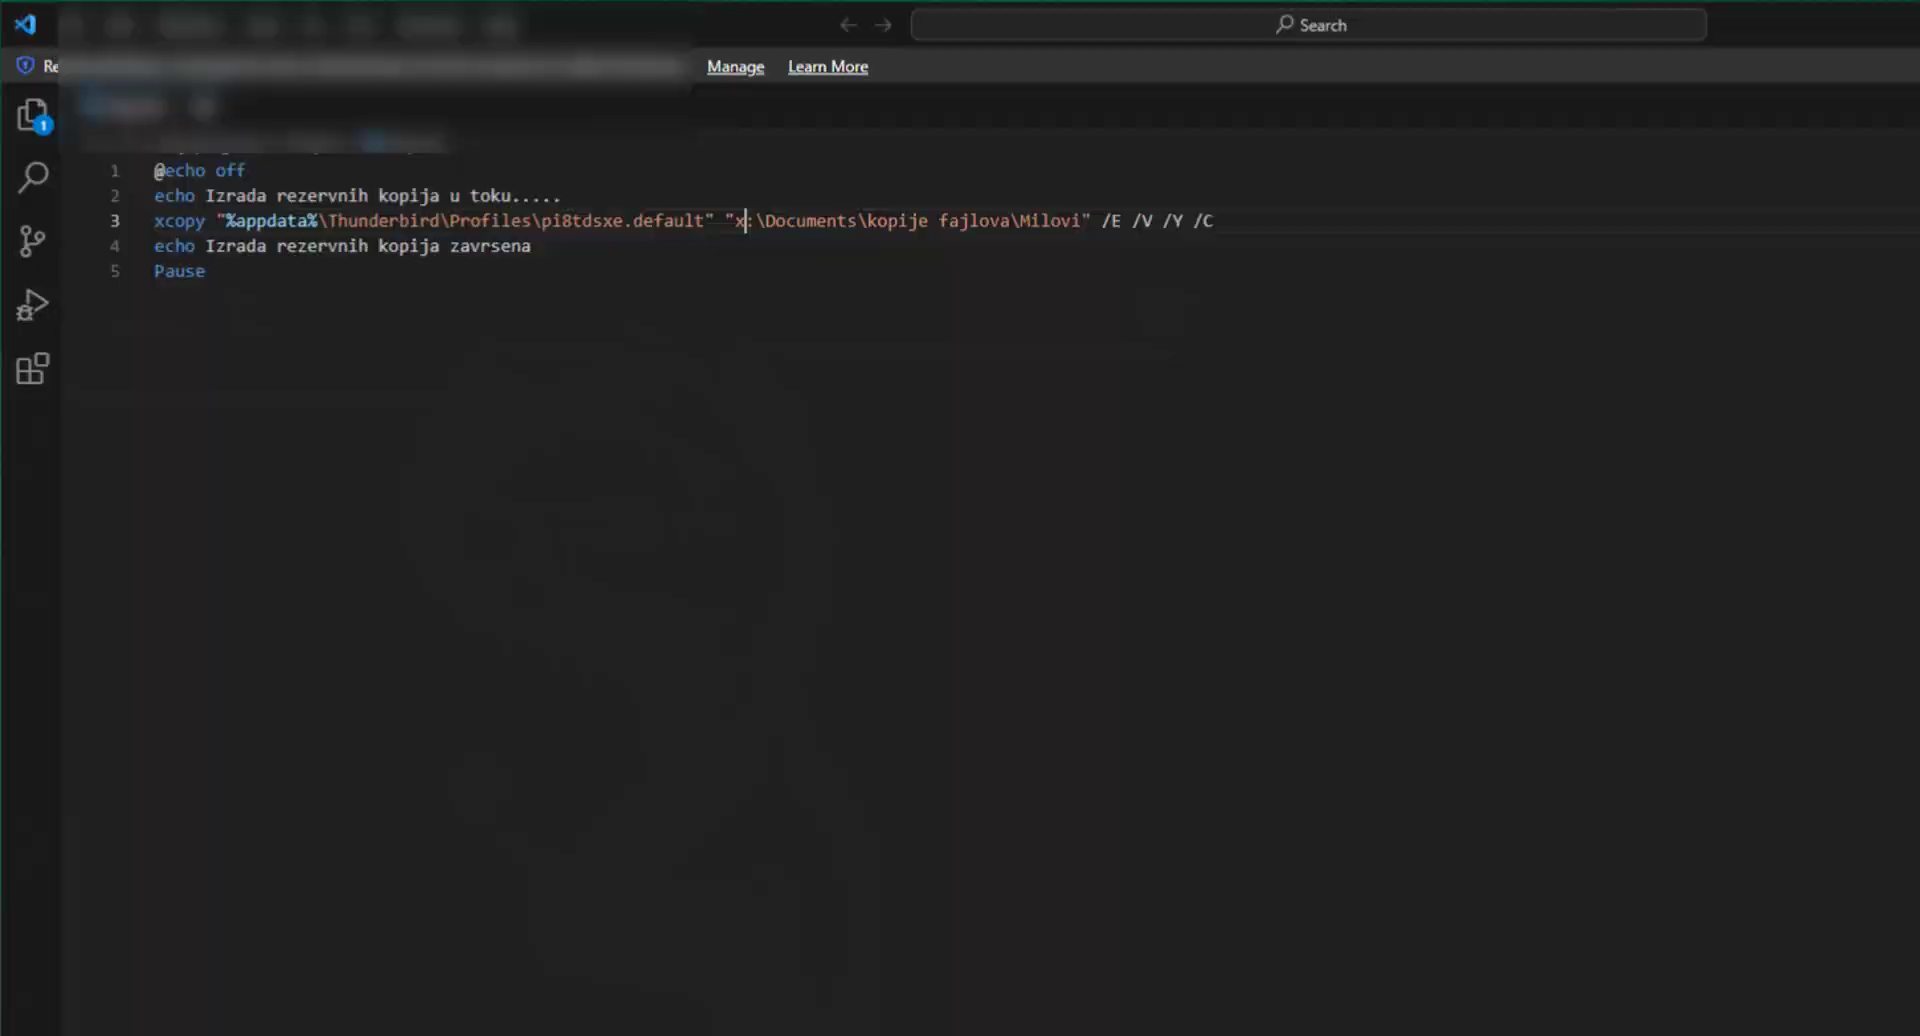 Search
Manage Learn More
1
1 @echo off
2 echo Izrada rezervnih kopija u toku.....
3 xcopy "%appdata%\Thunderbird\Profiles\pi8tdsxe.default" "x:\Documents\kopije fajlova\Milovi" /E /V /Y /C
4 echo Izrada rezervnih kopija zavrsena
5 Pause